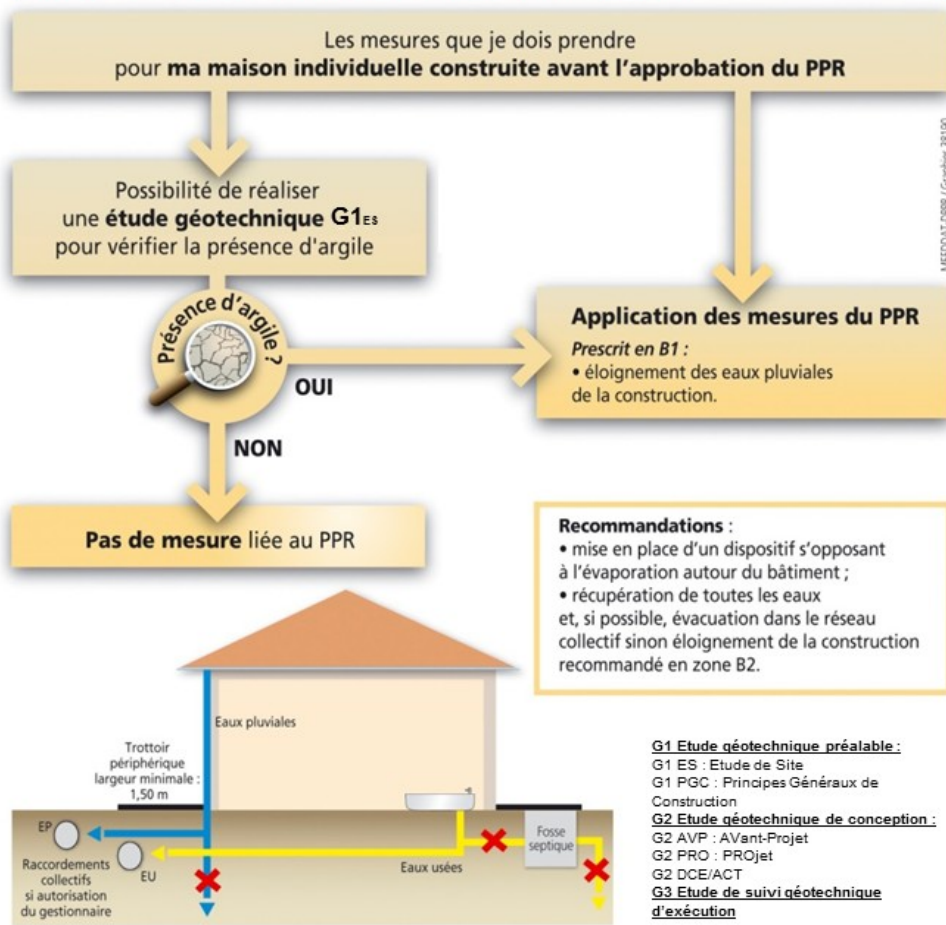 Les mesures que je dois prendre
pour ma maison individuelle construite avant l'approbation du PPR
Possibilité de réaliser
une étude géotechnique G1ES
pour vérifier la présence d'argile
Présence d'argile ?
OUI
NON
Application des mesures du PPR
Prescrit en B1 :
• éloignement des eaux pluviales
de la construction.
Pas de mesure liée au PPR
Recommandations :
• mise en place d'un dispositif s'opposant
à l'évaporation autour du bâtiment ;
• récupération de toutes les eaux
et, si possible, évacuation dans le réseau
collectif sinon éloignement de la construction
recommandé en zone B2.
Eaux pluviales
Trottoir
périphérique
largeur minimale :
1,50 m
EP
EU
Raccordements
collectifs
si autorisation
du gestionnaire
Eaux usées
Fosse
septique
G1 Etude géotechnique préalable :
G1 ES : Etude de Site
G1 PGC : Principes Généraux de
Construction
G2 Etude géotechnique de conception :
G2 AVP : AVant-Projet
G2 PRO : PROjet
G2 DCE/ACT
G3 Etude de suivi géotechnique
d'exécution